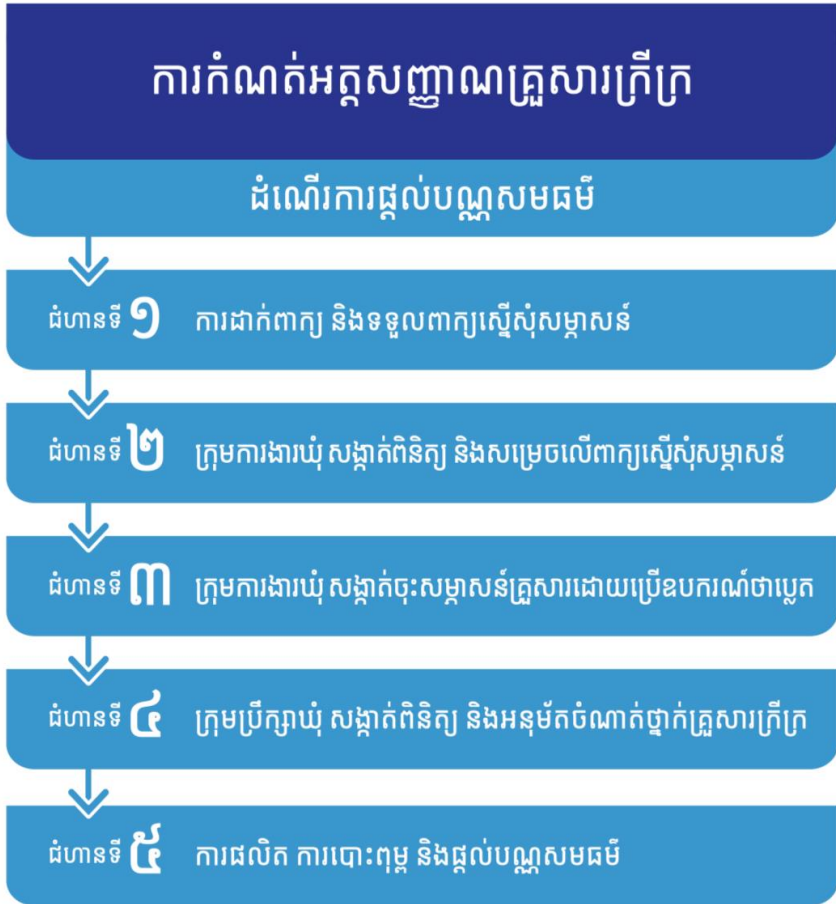 ការកំណត់អត្តសញ្ញាណគ្រួសារក្រីក្រ
ដំណើរការផ្តល់បណ្ណសមធម៌
ជំហានទី ១ ការដាក់ពាក្យ និងទទួលពាក្យស្នើសុំសម្ភាសន៍
ជំហានទី ២ ក្រុមការងារឃុំ សង្កាត់ពិនិត្យ និងសម្រេចលើពាក្យស្នើសុំសម្ភាសន៍
ជំហានទី ៣ ក្រុមការងារឃុំ សង្កាត់ចុះសម្ភាសន៍គ្រួសារដោយប្រើឧបករណ៍ថាប្លេត
ជំហានទី ៤ ក្រុមប្រឹក្សាឃុំ សង្កាត់ពិនិត្យ និងអនុម័តចំណាត់ថ្នាក់គ្រួសារក្រីក្រ
ជំហានទី ៥ ការផលិត ការបោះពុម្ព និងផ្តល់បណ្ណសមធម៌